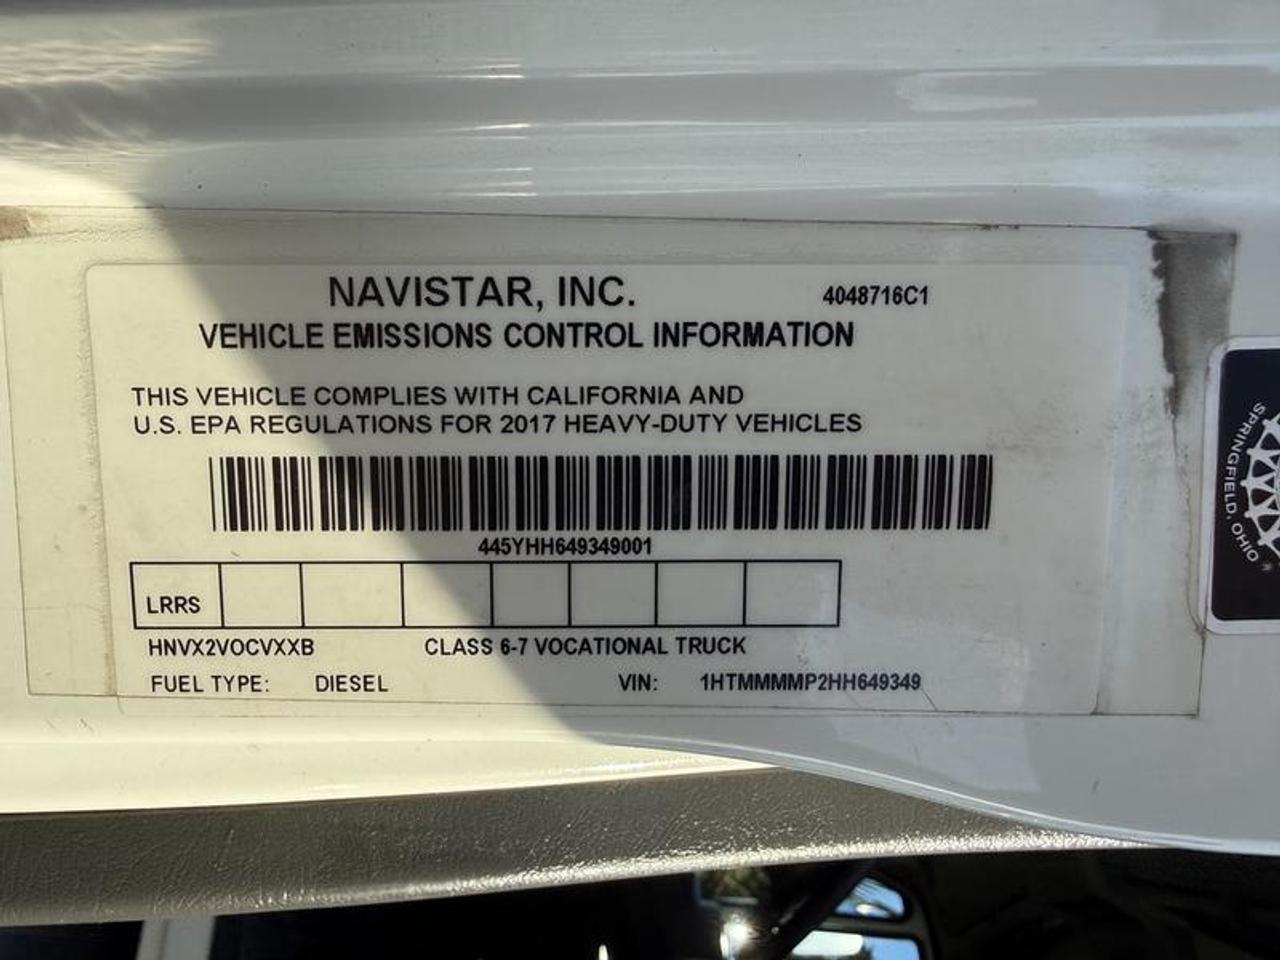 NAVISTAR, INC. 4048716C1
VEHICLE EMISSIONS CONTROL INFORMATION
THIS VEHICLE COMPLIES WITH CALIFORNIA AND
U.S. EPA REGULATIONS FOR 2017 HEAVY-DUTY VEHICLES
445YHH649349001
LRRS
HNVX2VOCVXXB CLASS 6-7 VOCATIONAL TRUCK
FUEL TYPE: DIESEL VIN: 1HTMMMMP2HH649349
SPRINGFIELD, OHIO